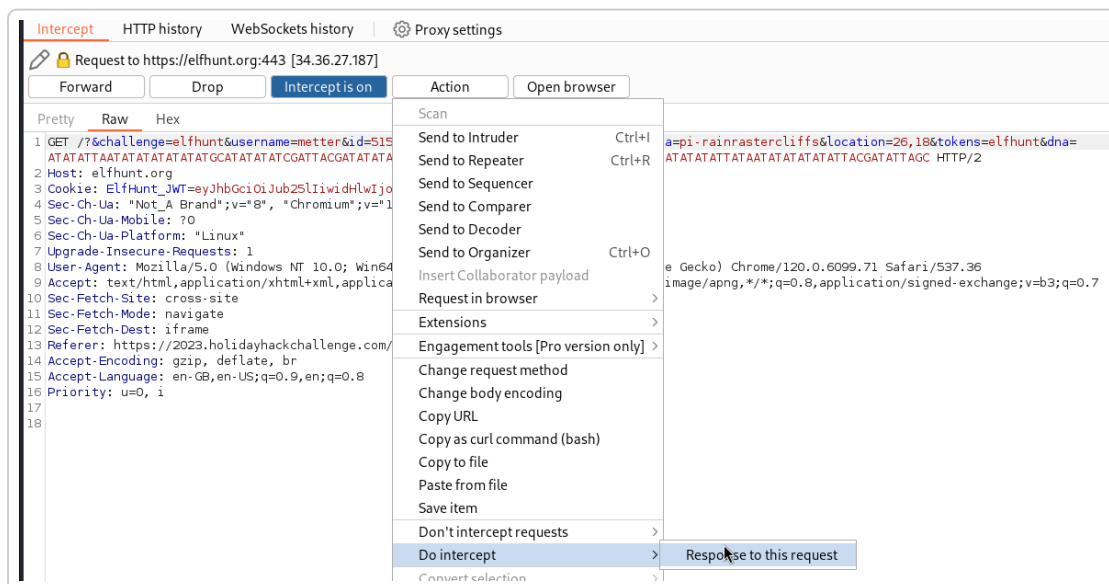 Intercept HTTP history WebSockets history Proxy settings
Request to https://elfhunt.org:443 [34.36.27.187]
Forward Drop Intercept is on Action Open browser
Pretty Raw Hex
1 GET /?&challenge=elfhunt&username=metter&id=515 a=pi-rainrastercliffs&location=26,18&tokens=elfhunt&dna=
ATATATTAATATATATATATATGCATATATATCGATTACGATATATA ATATATATTATAATATATATATATATATTACGATATTAGC HTTP/2
2 Host: elfhunt.org
3 Cookie: ElfHunt_JWT=eyJhbGciOiJub25lIiwidHlwIjo
4 Sec-Ch-Ua: "Not_A Brand";v="8", "Chromium";v="1
5 Sec-Ch-Ua-Mobile: ?0
6 Sec-Ch-Ua-Platform: "Linux"
7 Upgrade-Insecure-Requests: 1
8 User-Agent: Mozilla/5.0 (Windows NT 10.0; Win64 e Gecko) Chrome/120.0.6099.71 Safari/537.36
9 Accept: text/html,application/xhtml+xml,applica image/apng,*/*;q=0.8,application/signed-exchange;v=b3;q=0.7
10 Sec-Fetch-Site: cross-site
11 Sec-Fetch-Mode: navigate
12 Sec-Fetch-Dest: iframe
13 Referer: https://2023.holidayhackchallenge.com/
14 Accept-Encoding: gzip, deflate, br
15 Accept-Language: en-GB,en-US;q=0.9,en;q=0.8
16 Priority: u=0, i
17
18
Scan
Send to Intruder Ctrl+I
Send to Repeater Ctrl+R
Send to Sequencer
Send to Comparer
Send to Decoder
Send to Organizer Ctrl+O
Insert Collaborator payload
Request in browser
Extensions
Engagement tools [Pro version only]
Change request method
Change body encoding
Copy URL
Copy as curl command (bash)
Copy to file
Paste from file
Save item
Don't intercept requests
Do intercept
Response to this request
Convert selection